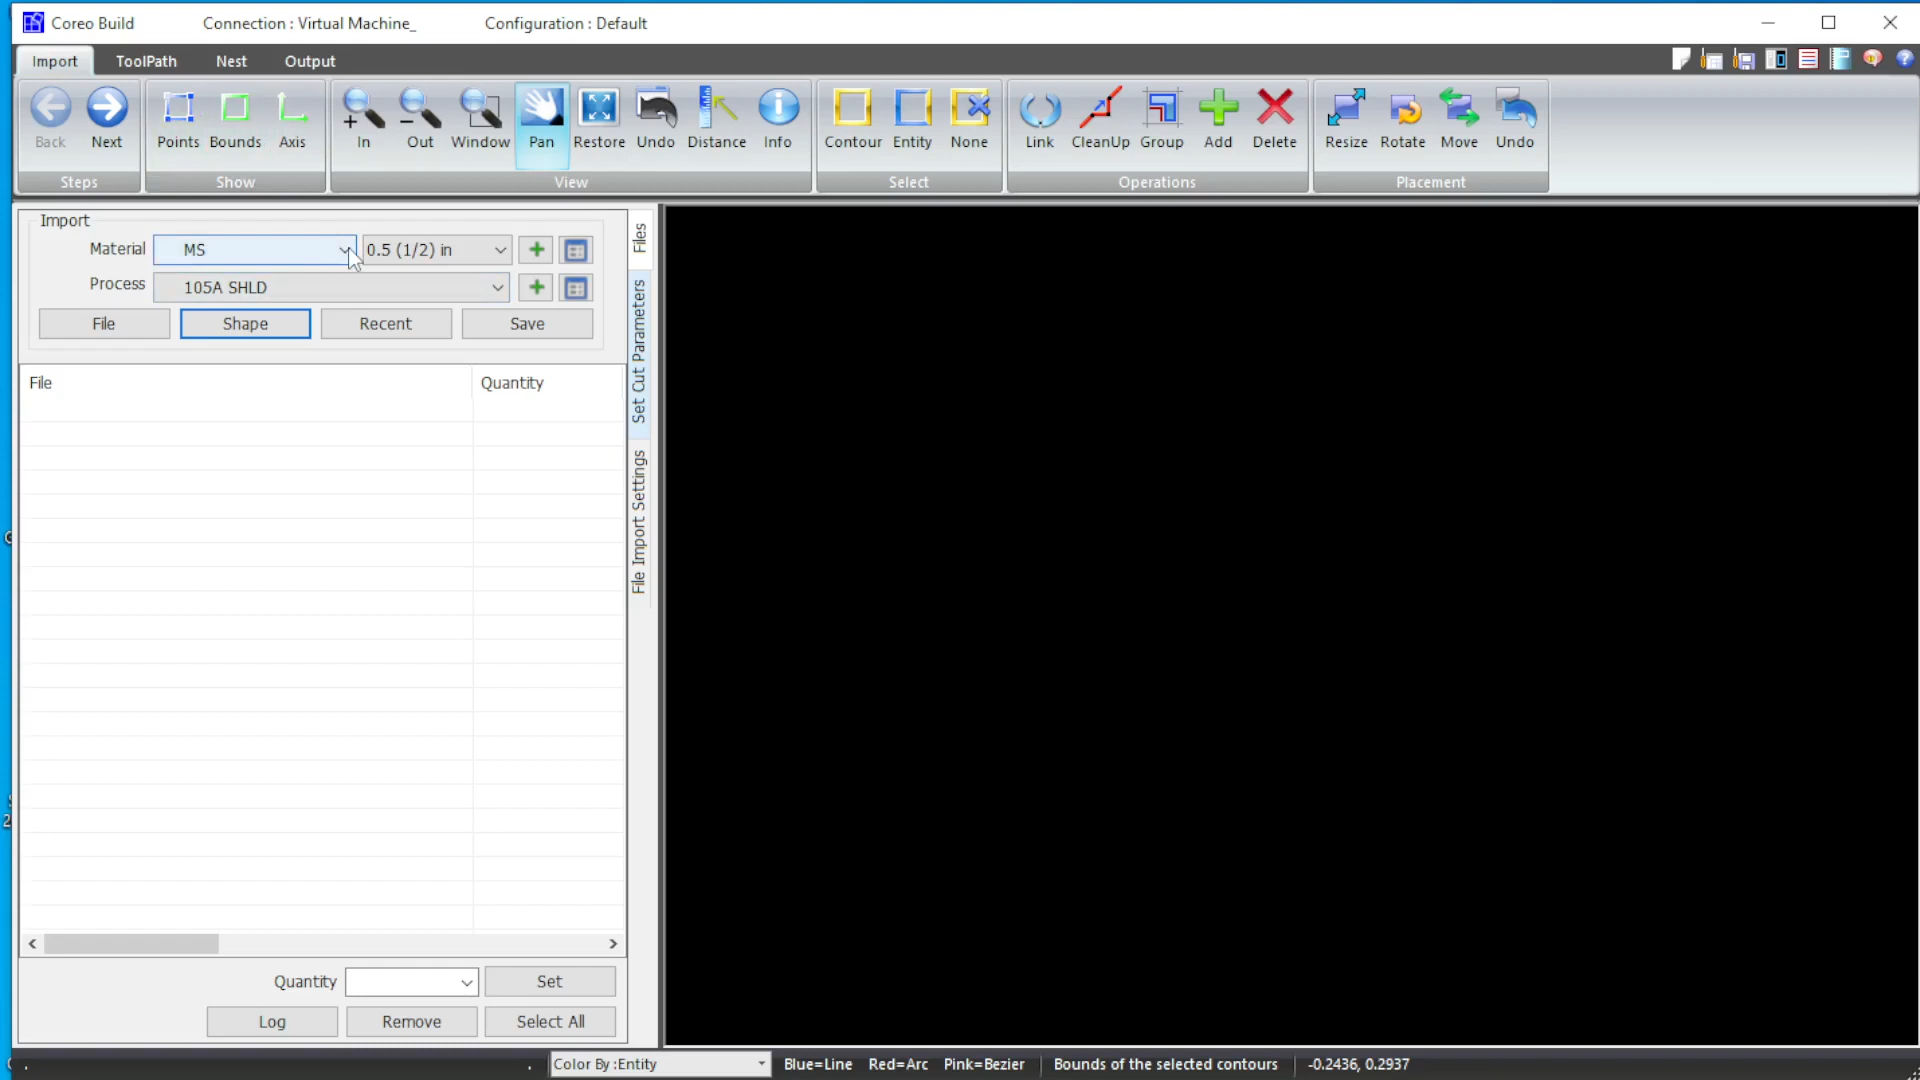 Coreo Build Connection : Virtual Machine_ Configuration : Default
Import ToolPath Nest Output
Back Next Points Bounds Axis In Out Window Pan Restore Undo Distance Info Contour Entity None Link CleanUp Group Add Delete Resize Rotate Move Undo
Steps Show View Select Operations Placement
Import
Material MS 0.5 (1/2) in
Process 105A SHLD
File Shape Recent Save
Files
Set Cut Parameters
File Import Settings
File Quantity
Quantity Set
Log Remove Select All
Color By :Entity Blue=Line Red=Arc Pink=Bezier Bounds of the selected contours -0.2436, 0.2937